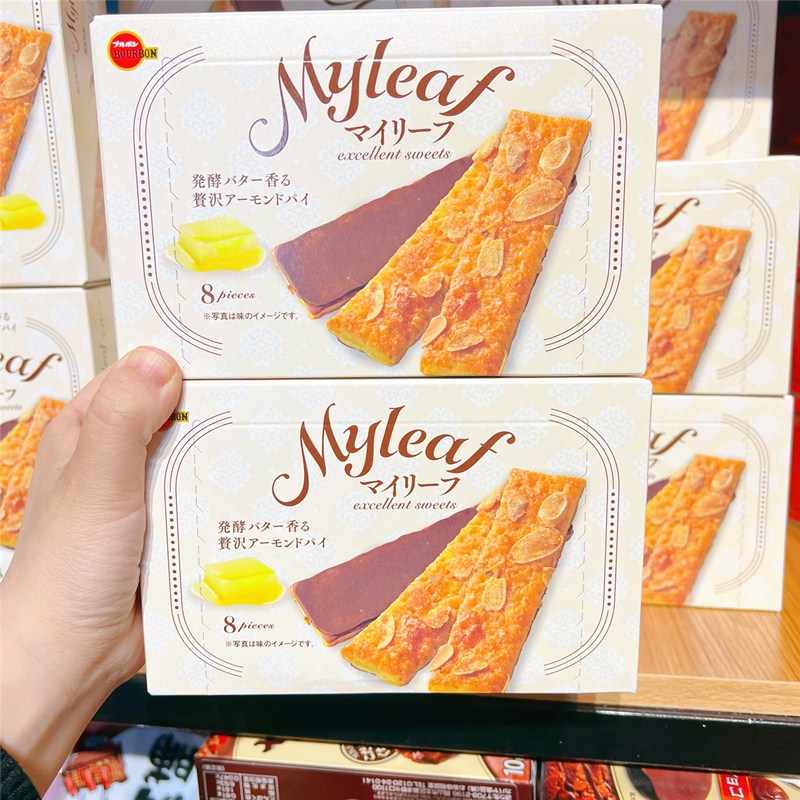 ブルボン
BOURBON
Myleaf
マイリーフ
excellent sweets
発酵バター香る
贅沢アーモンドパイ
8 pieces
※写真は味のイメージです。
Myleaf
マイリーフ
excellent sweets
発酵バター香る
贅沢アーモンドパイ
8 pieces
※写真は味のイメージです。